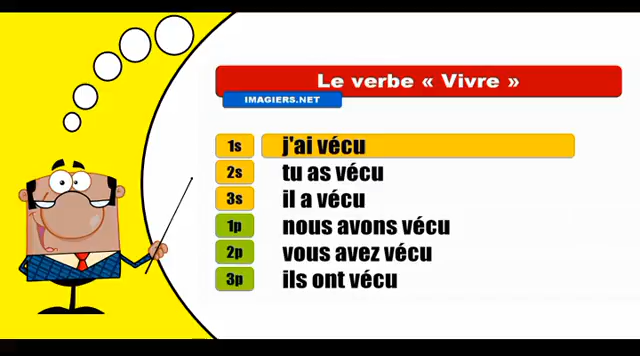 Le verbe « Vivre »
IMAGIERS.NET
1s j'ai vécu
2s tu as vécu
3s il a vécu
1p nous avons vécu
2p vous avez vécu
3p ils ont vécu